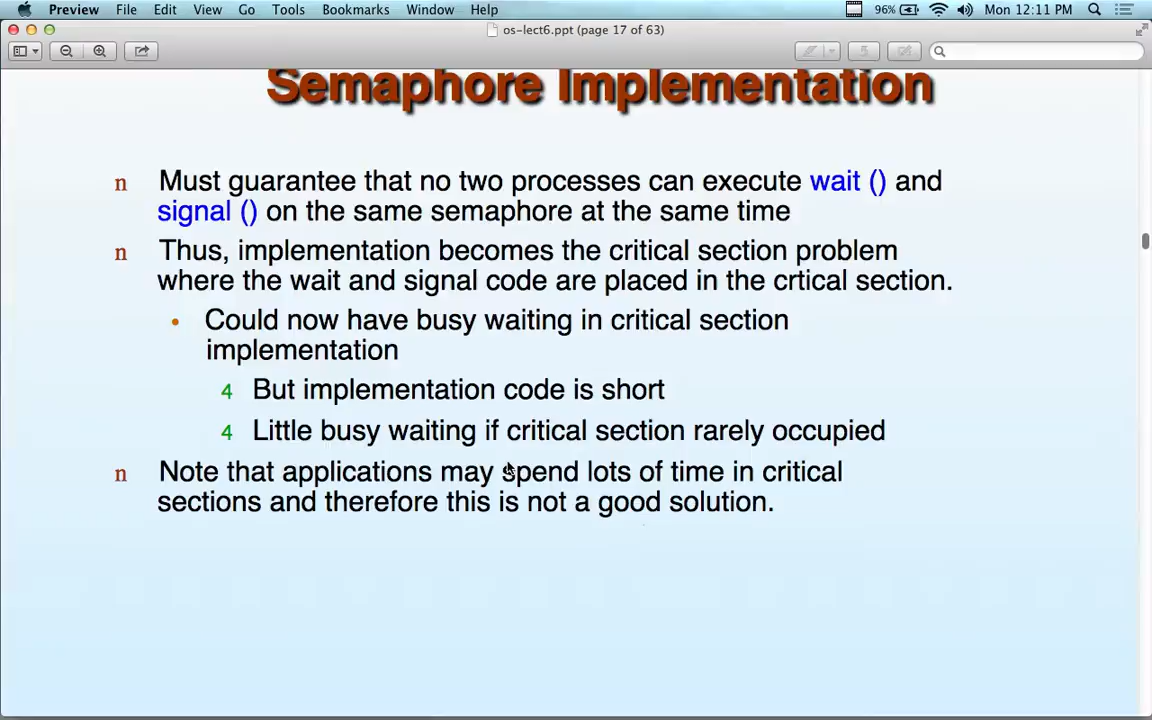 Preview File Edit View Go Tools Bookmarks Window Help 96% Mon 12:11 PM
os-lect6.ppt (page 17 of 63)
Semaphore Implementation
n Must guarantee that no two processes can execute wait () and
signal () on the same semaphore at the same time
n Thus, implementation becomes the critical section problem
where the wait and signal code are placed in the crtical section.
• Could now have busy waiting in critical section
implementation
4 But implementation code is short
4 Little busy waiting if critical section rarely occupied
n Note that applications may spend lots of time in critical
sections and therefore this is not a good solution.